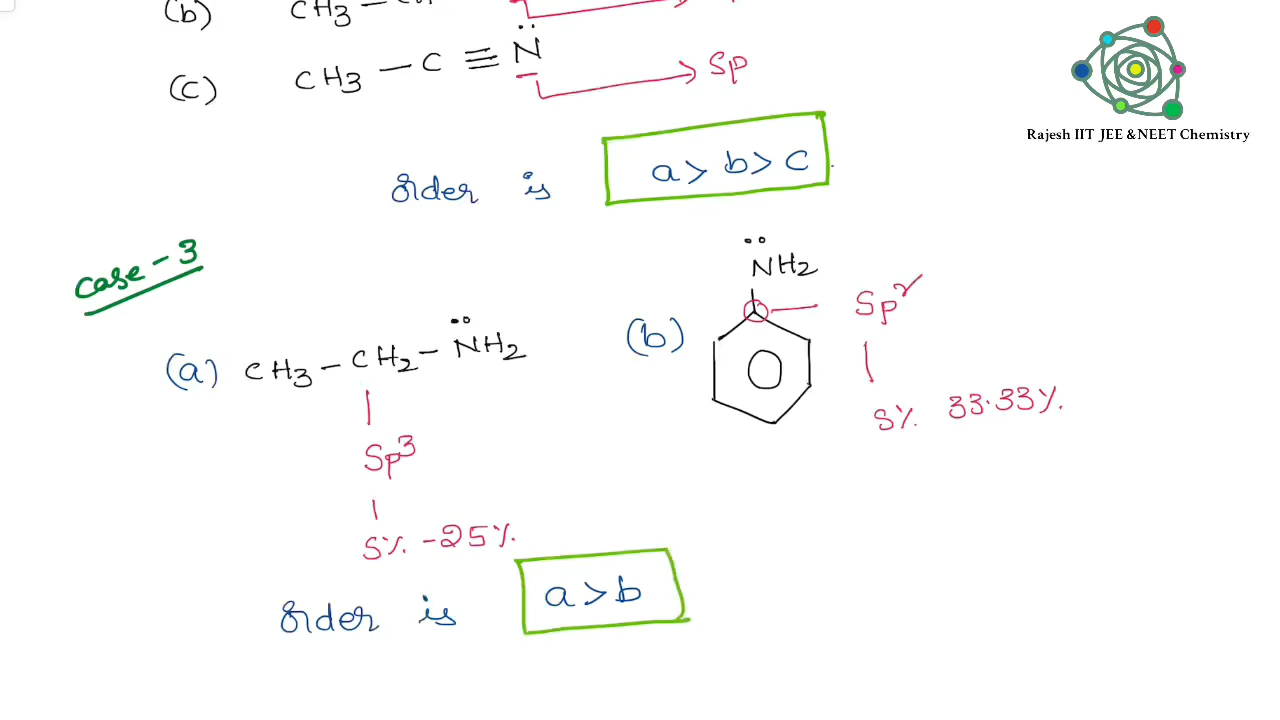 (b) CH3 –
(c) CH3 – C ≡ N̈ → Sp
Rajesh IIT JEE &NEET Chemistry
Order is a > b > c
Case - 3
(a) CH3 – CH2 – N̈H2
Sp3
S% - 25%
(b) N̈H2
Sp2
S% 33.33%.
Order is a > b